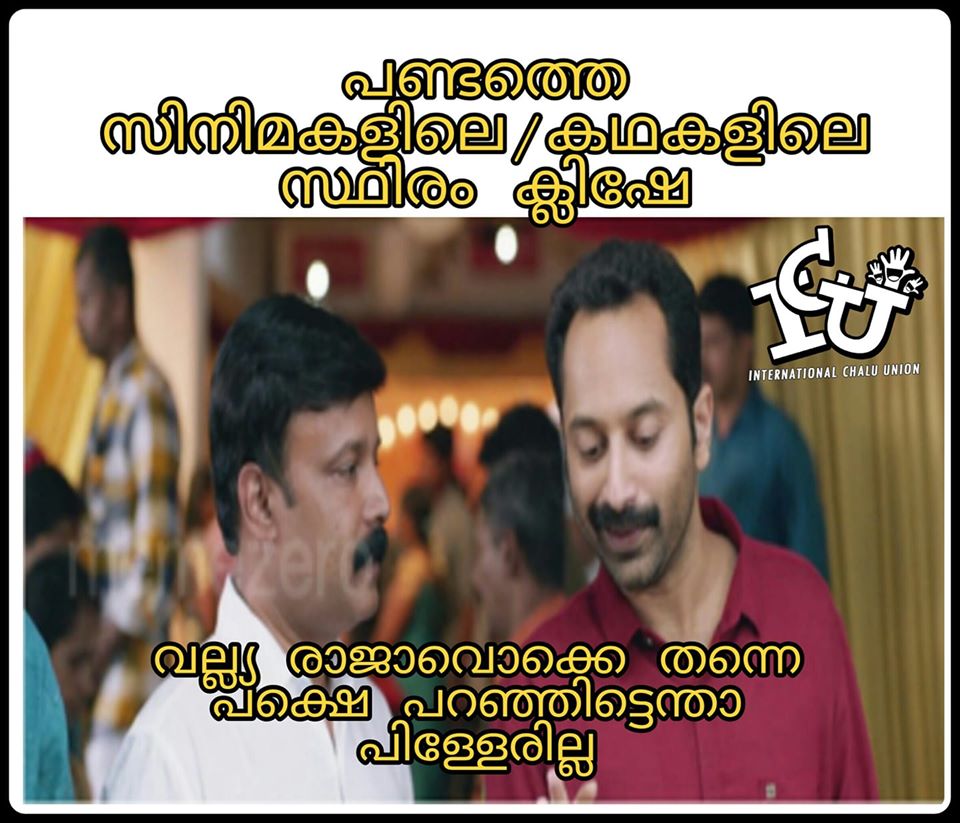 പണ്ടത്തെ
സിനിമകളിലെ/കഥകളിലെ
സ്ഥിരം ക്ലിഷേ
ICU
INTERNATIONAL CHALU UNION
വല്ല്യ രാജാവൊക്കെ തന്നെ
പക്ഷെ പറഞ്ഞിട്ടെന്താ
പിള്ളേരില്ല